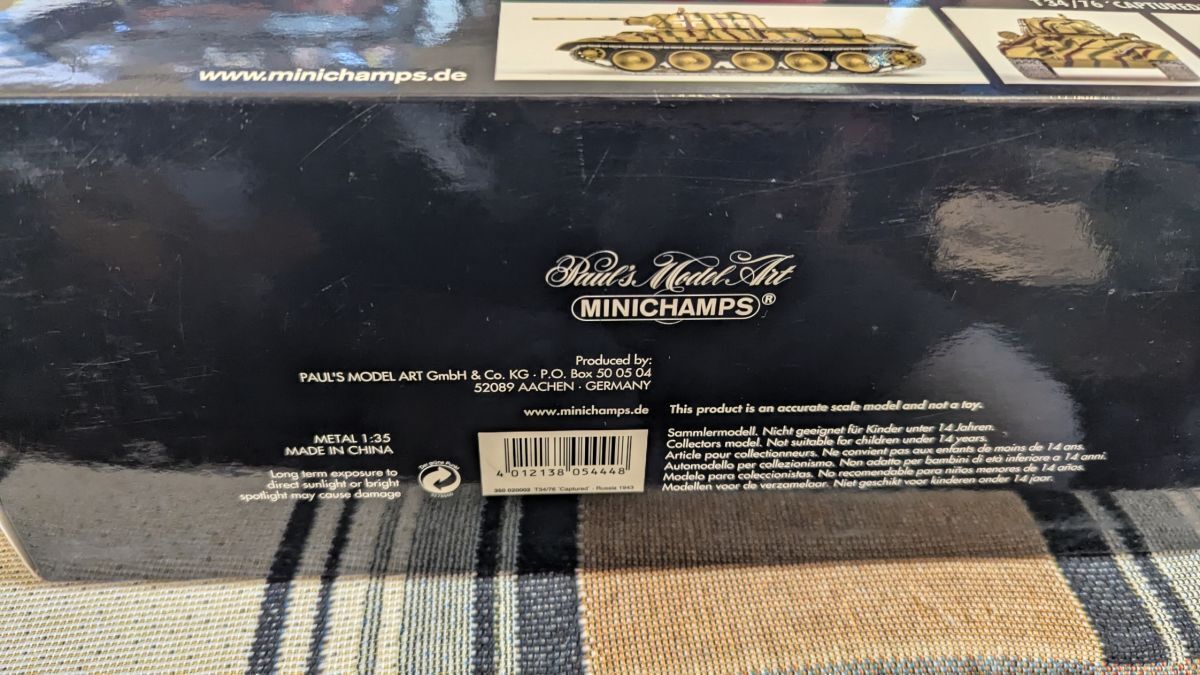 T34/76 'CAPTURED
www.minichamps.de
Paul's Model Art
MINICHAMPS®
Produced by:
PAUL'S MODEL ART GmbH & Co. KG · P.O. Box 50 05 04
52089 AACHEN · GERMANY
www.minichamps.de
METAL 1:35
MADE IN CHINA
Long term exposure to
direct sunlight or bright
spotlight may cause damage
Der grüne Punkt
4 012138 054448
350 020002 T34/76 'Captured' - Russia 1943
This product is an accurate scale model and not a toy.
Sammlermodell. Nicht geeignet für Kinder unter 14 Jahren.
Collectors model. Not suitable for children under 14 years.
Article pour collectionneurs. Ne convient pas aux enfants de moins de 14 ans.
Automodello per collezionismo. Non adatto per bambini di età inferiore a 14 anni.
Modelo para coleccionistas. No recomendable para niños menores de 14 años.
Modellen voor de verzamelaar. Niet geschikt voor kinderen onder 14 jaar.